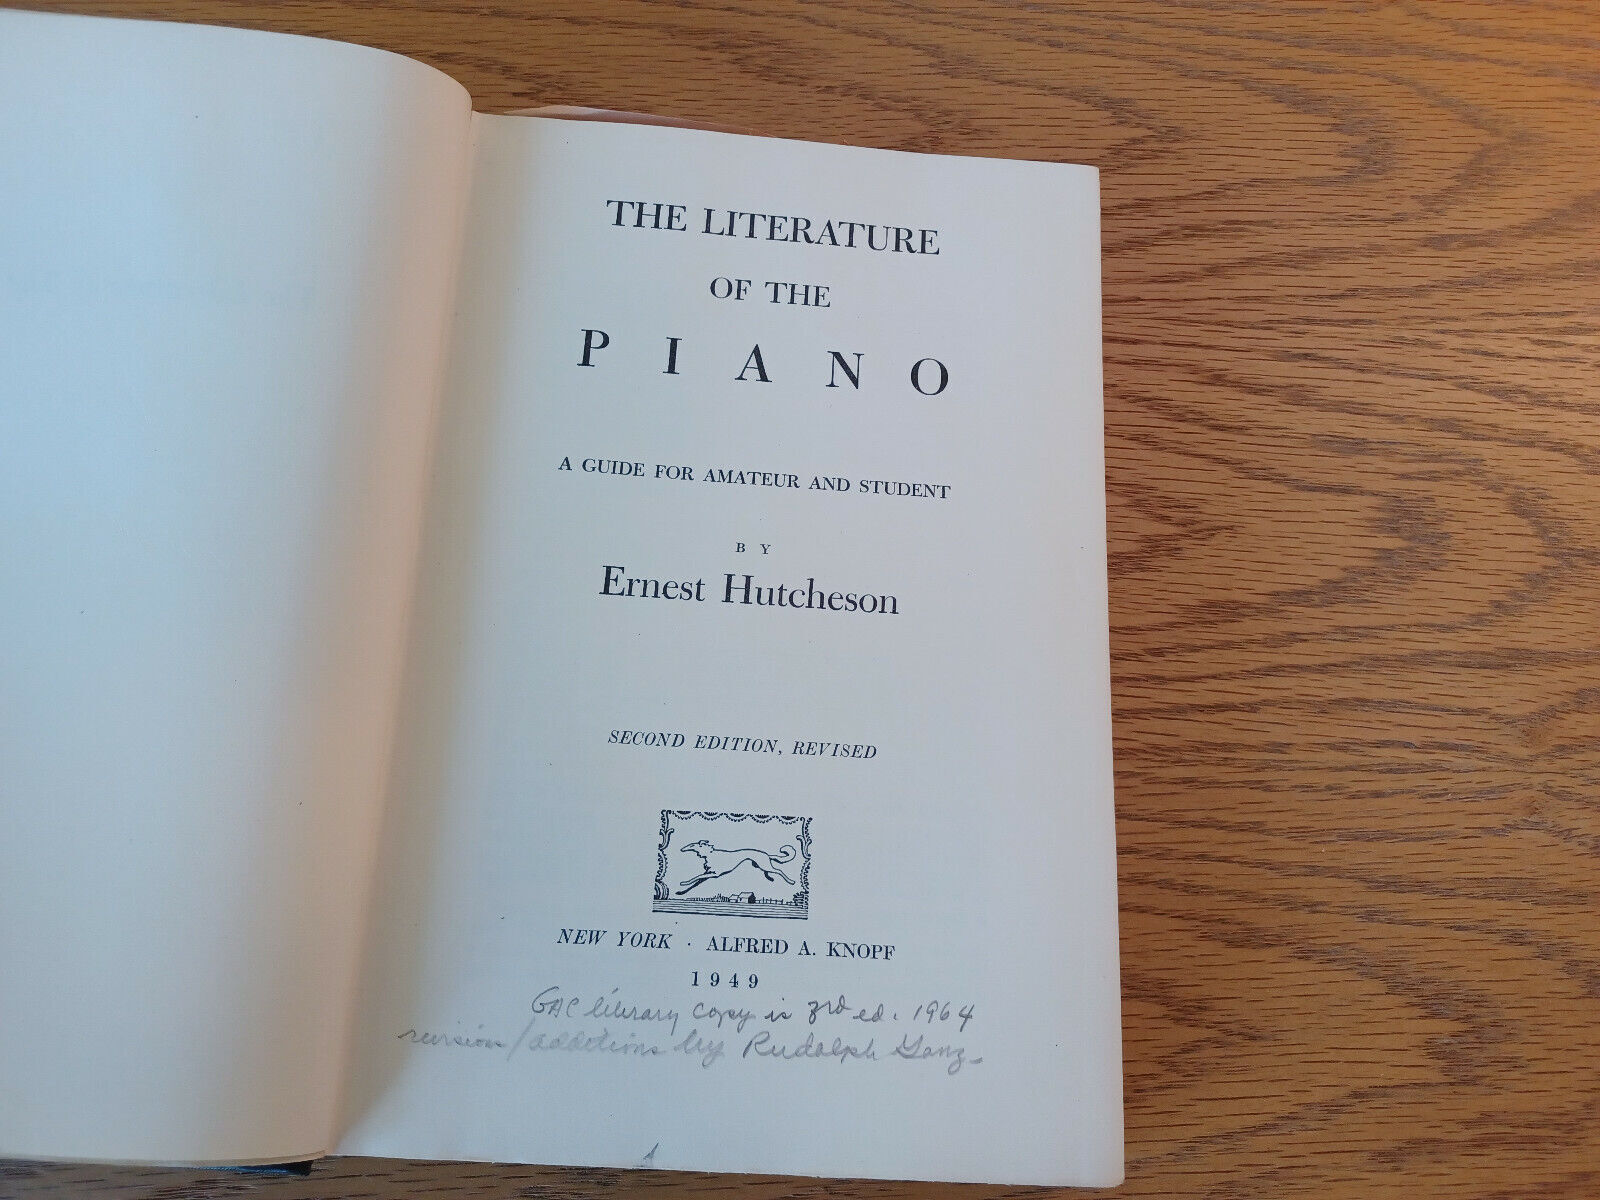 THE LITERATURE
OF THE
PIANO
A GUIDE FOR AMATEUR AND STUDENT
BY
Ernest Hutcheson
SECOND EDITION, REVISED
NEW YORK · ALFRED A. KNOPF
1949
GAC library copy is 3rd ed. 1964
revision/additions by Rudolph Ganz-